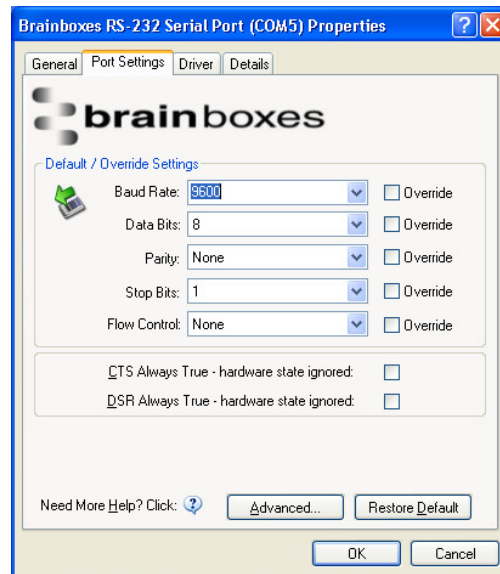 Brainboxes RS-232 Serial Port (COM5) Properties
General Port Settings Driver Details
brainboxes
Default / Override Settings
Baud Rate: 9600 Override
Data Bits: 8 Override
Parity: None Override
Stop Bits: 1 Override
Flow Control: None Override
CTS Always True - hardware state ignored:
DSR Always True - hardware state ignored:
Need More Help? Click: ? Advanced... Restore Default
OK Cancel